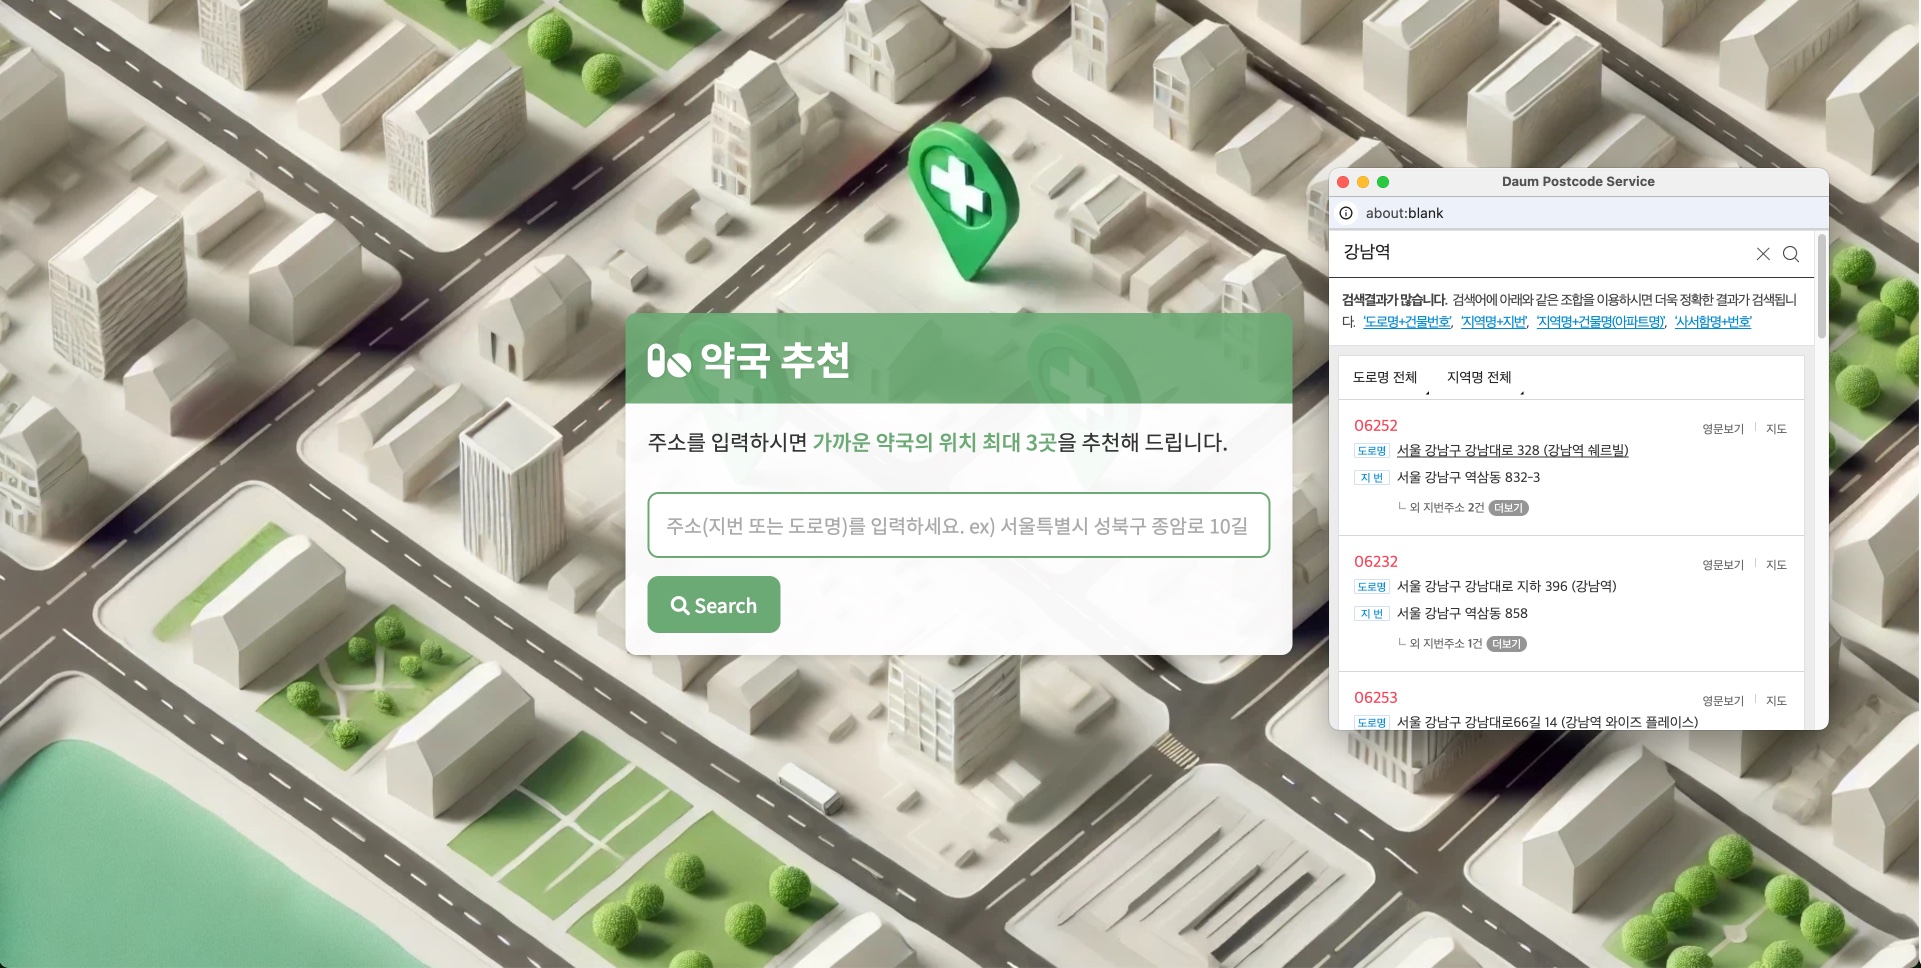 약국 추천
주소를 입력하시면 가까운 약국의 위치 최대 3곳을 추천해 드립니다.
주소(지번 또는 도로명)를 입력하세요. ex) 서울특별시 성북구 종암로 10길
Search
Daum Postcode Service
about:blank
강남역
검색결과가 많습니다. 검색어에 아래와 같은 조합을 이용하시면 더욱 정확한 결과가 검색됩니
다. '도로명+건물번호', '지역명+지번', '지역명+건물명(아파트명)', '사서함명+번호'
도로명 전체 지역명 전체
06252 영문보기 지도
도로명 서울 강남구 강남대로 328 (강남역 쉐르빌)
지번 서울 강남구 역삼동 832-3
└ 외 지번주소 2건 더보기
06232 영문보기 지도
도로명 서울 강남구 강남대로 지하 396 (강남역)
지번 서울 강남구 역삼동 858
└ 외 지번주소 1건 더보기
06253 영문보기 지도
도로명 서울 강남구 강남대로66길 14 (강남역 와이즈 플레이스)